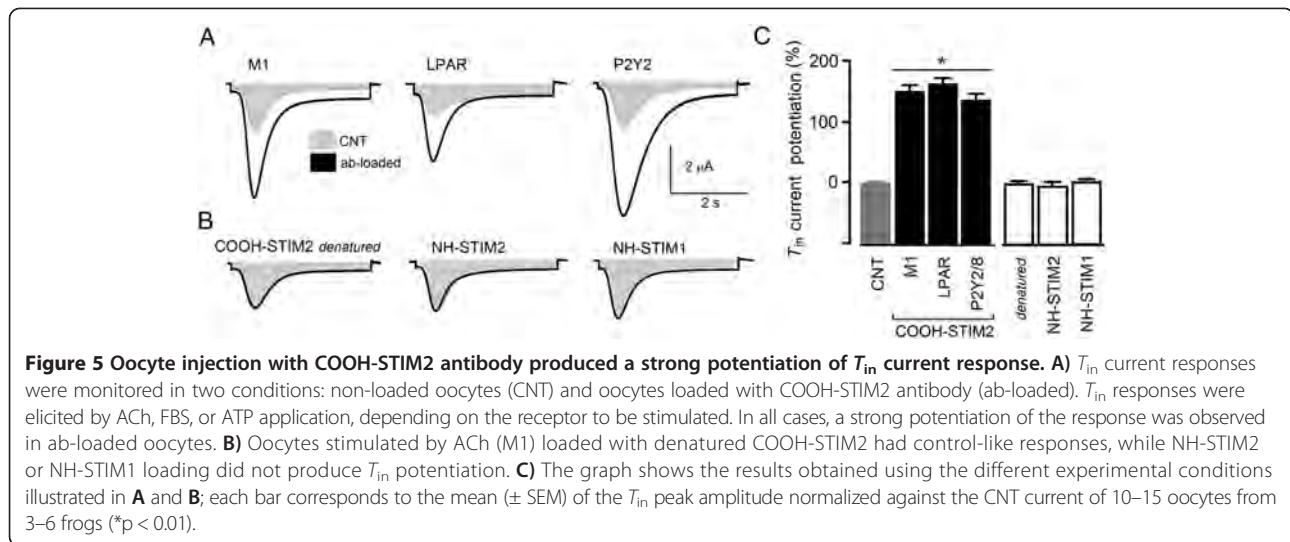 A
M1
LPAR
P2Y2
CNT
ab-loaded
2 μA
2 s
B
COOH-STIM2 denatured
NH-STIM2
NH-STIM1
C
Tin current potentiation (%)
200
100
0
*
CNT
M1
LPAR
P2Y2/8
COOH-STIM2
denatured
NH-STIM2
NH-STIM1
Figure 5 Oocyte injection with COOH-STIM2 antibody produced a strong potentiation of Tin current response. A) Tin current responses
were monitored in two conditions: non-loaded oocytes (CNT) and oocytes loaded with COOH-STIM2 antibody (ab-loaded). Tin responses were
elicited by ACh, FBS, or ATP application, depending on the receptor to be stimulated. In all cases, a strong potentiation of the response was observed
in ab-loaded oocytes. B) Oocytes stimulated by ACh (M1) loaded with denatured COOH-STIM2 had control-like responses, while NH-STIM2
or NH-STIM1 loading did not produce Tin potentiation. C) The graph shows the results obtained using the different experimental conditions
illustrated in A and B; each bar corresponds to the mean (± SEM) of the Tin peak amplitude normalized against the CNT current of 10–15 oocytes from
3–6 frogs (*p < 0.01).